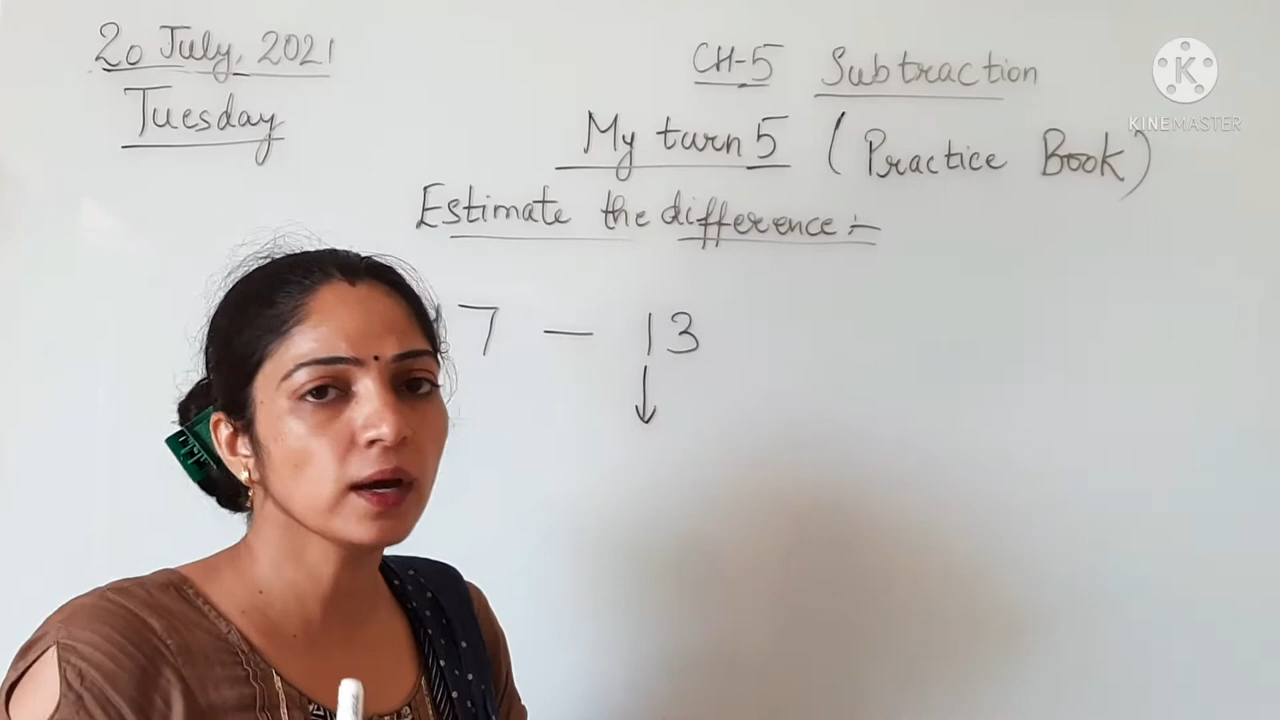 20 July, 2021
Tuesday
CH-5 Subtraction
My turn 5 (Practice Book)
Estimate the difference :-
7 - 13
KINEMASTER